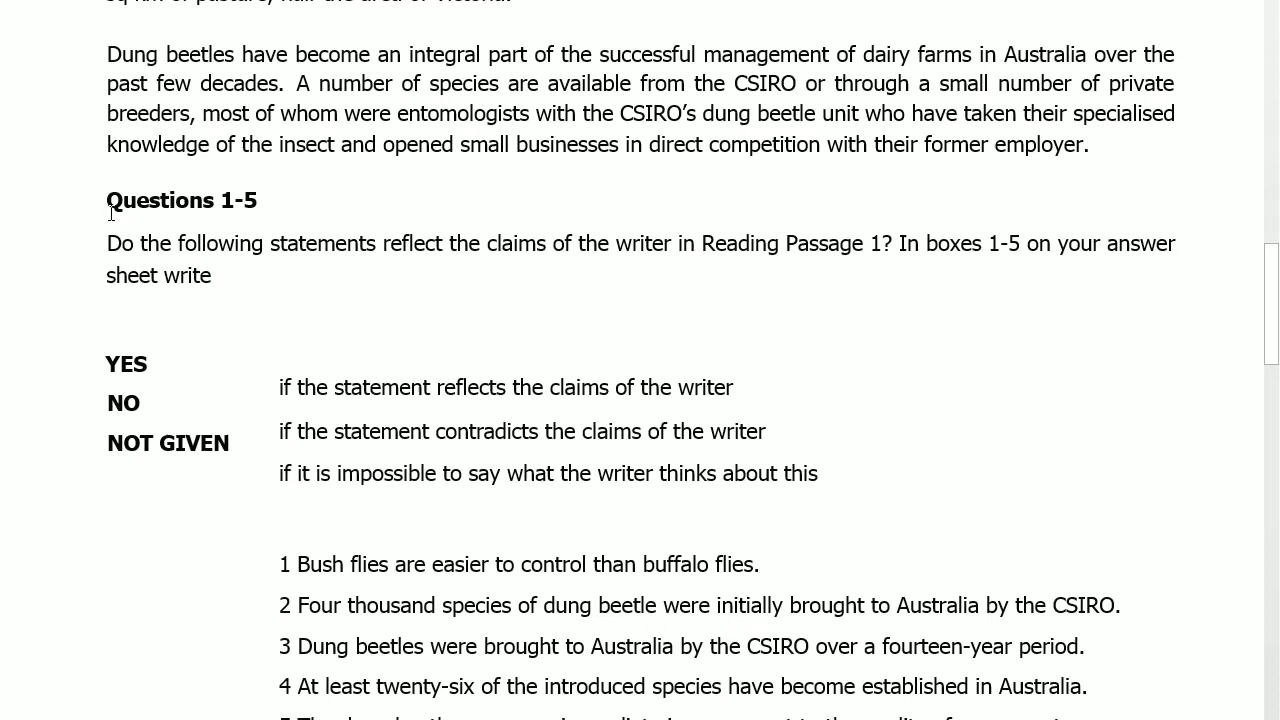 Dung beetles have become an integral part of the successful management of dairy farms in Australia over the
past few decades. A number of species are available from the CSIRO or through a small number of private
breeders, most of whom were entomologists with the CSIRO’s dung beetle unit who have taken their specialised
knowledge of the insect and opened small businesses in direct competition with their former employer.
Questions 1-5
Do the following statements reflect the claims of the writer in Reading Passage 1? In boxes 1-5 on your answer
sheet write
YES
if the statement reflects the claims of the writer
NO
if the statement contradicts the claims of the writer
NOT GIVEN
if it is impossible to say what the writer thinks about this
1 Bush flies are easier to control than buffalo flies.
2 Four thousand species of dung beetle were initially brought to Australia by the CSIRO.
3 Dung beetles were brought to Australia by the CSIRO over a fourteen-year period.
4 At least twenty-six of the introduced species have become established in Australia.